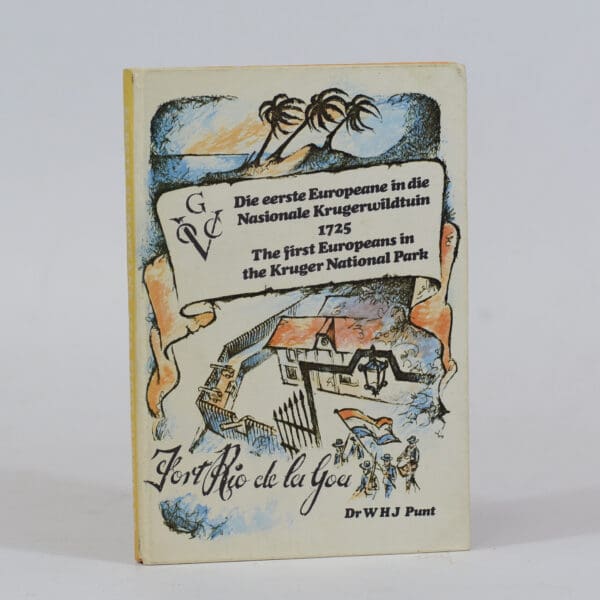 G
VOC
Die eerste Europeane in die
Nasionale Krugerwildtuin
1725
The first Europeans in
the Kruger National Park
Fort Rio de la Goa
Dr W H J Punt